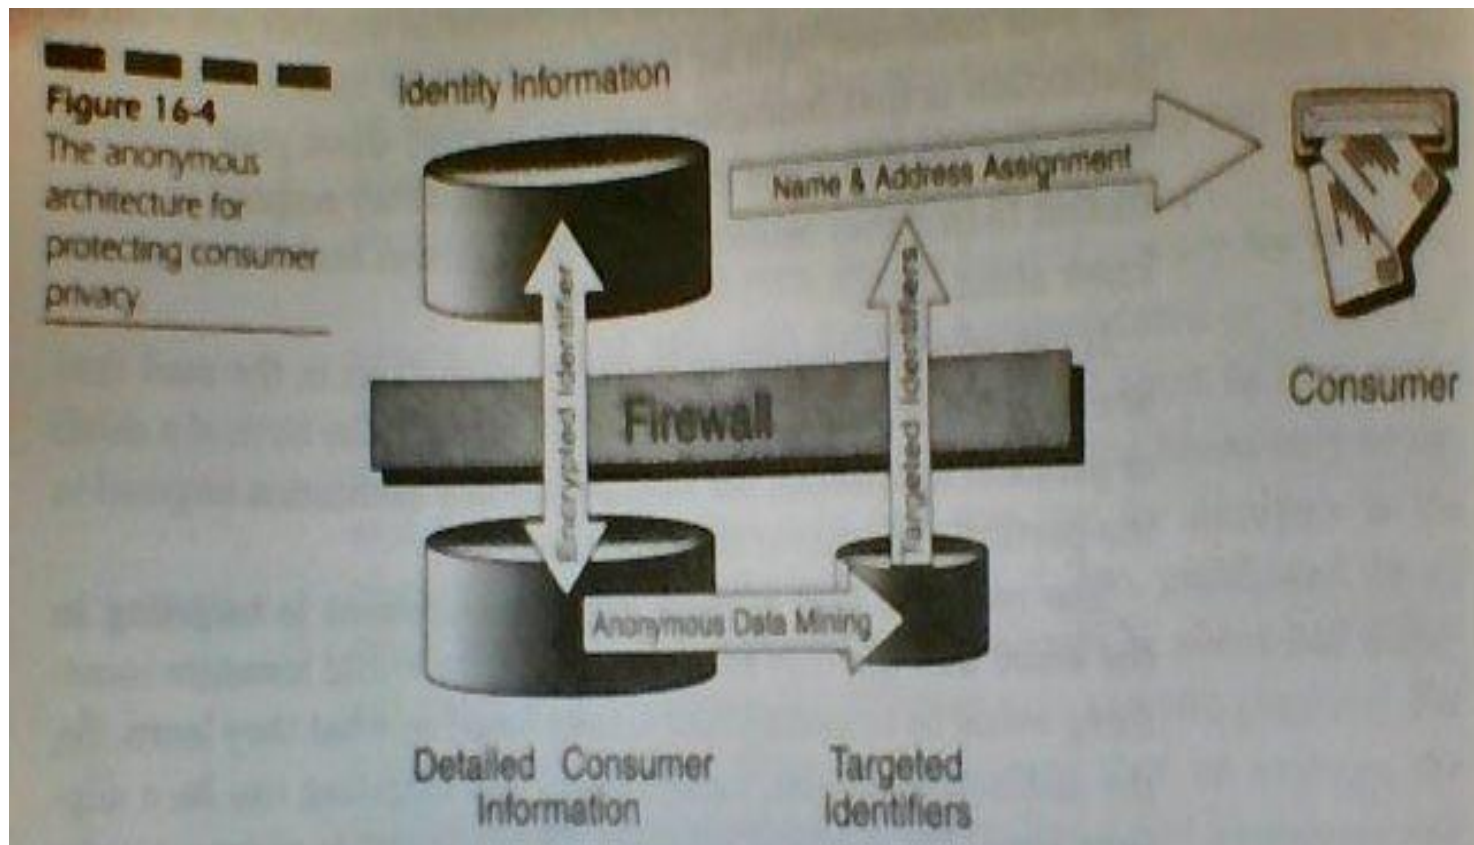 Figure 16-4
The anonymous
architecture for
protecting consumer
privacy
Identity Information
Name & Address Assignment
Consumer
Encrypted Identifier
Firewall
Targeted Identifiers
Anonymous Data Mining
Detailed Consumer
Information
Targeted
Identifiers